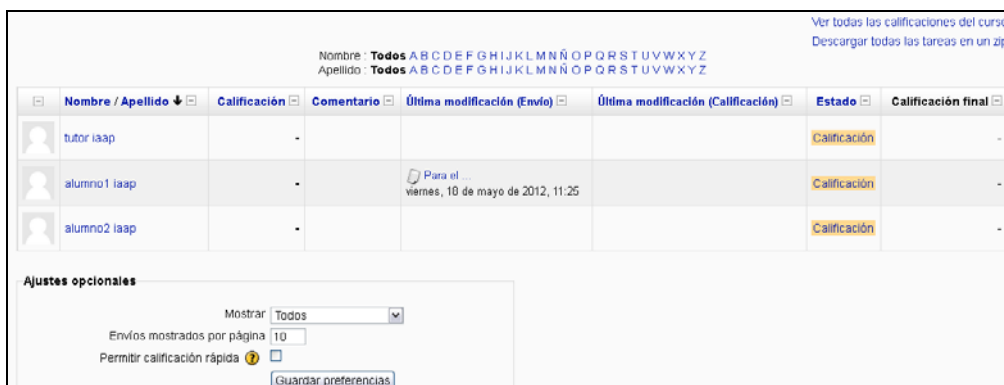 Ver todas las calificaciones del curso
Descargar todas las tareas en un zip
Nombre : Todos A B C D E F G H I J K L M N Ñ O P Q R S T U V W X Y Z
Apellido : Todos A B C D E F G H I J K L M N Ñ O P Q R S T U V W X Y Z
Nombre / Apellido Calificación Comentario Última modificación (Envío) Última modificación (Calificación) Estado Calificación final
tutor iaap - Calificación -
alumno1 iaap - Para el ... Calificación -
viernes, 18 de mayo de 2012, 11:25
alumno2 iaap - Calificación -
Ajustes opcionales
Mostrar Todos
Envíos mostrados por página 10
Permitir calificación rápida ?
Guardar preferencias